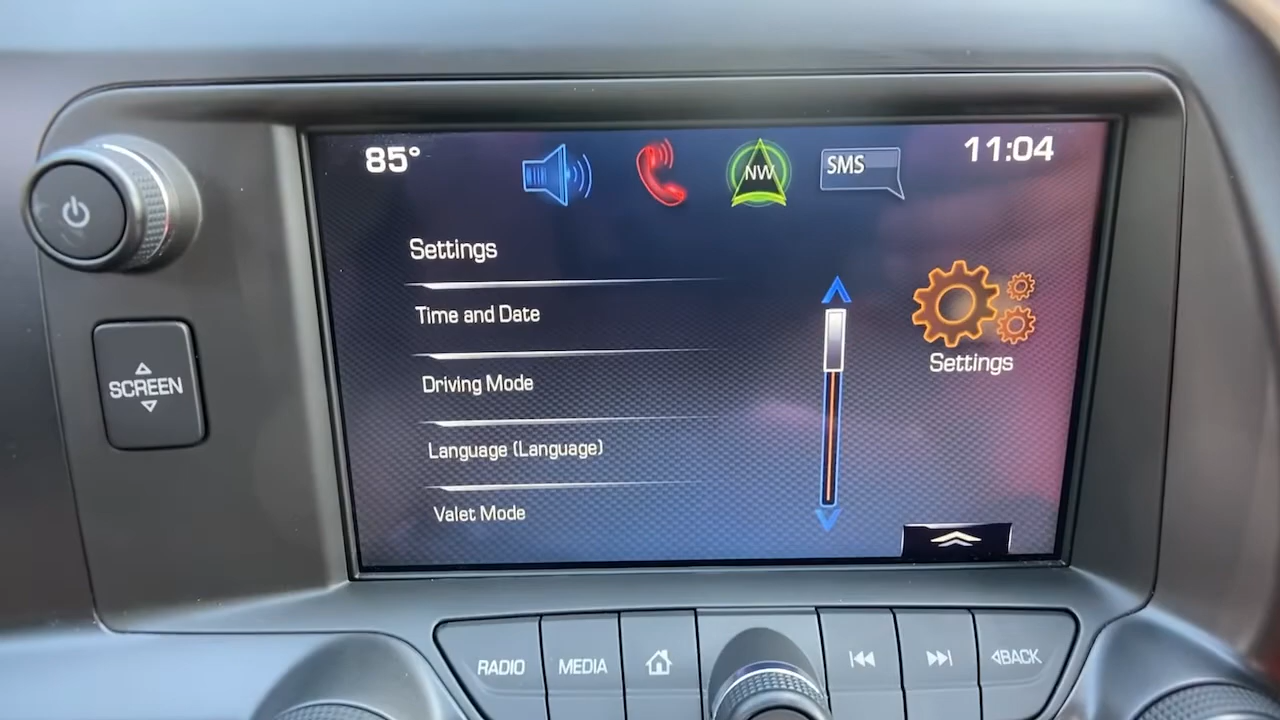 85°
NW
SMS
11:04
Settings
Time and Date
Driving Mode
Language (Language)
Valet Mode
Settings
SCREEN
RADIO
MEDIA
BACK